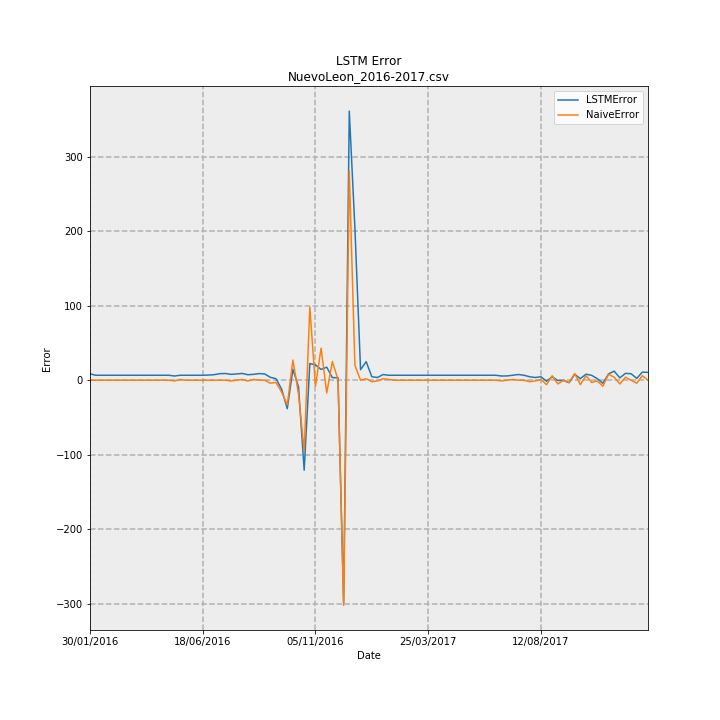 LSTM Error
NuevoLeon_2016-2017.csv
LSTMError
NaiveError
Error
300
200
100
0
−100
−200
−300
30/01/2016
18/06/2016
05/11/2016
25/03/2017
12/08/2017
Date